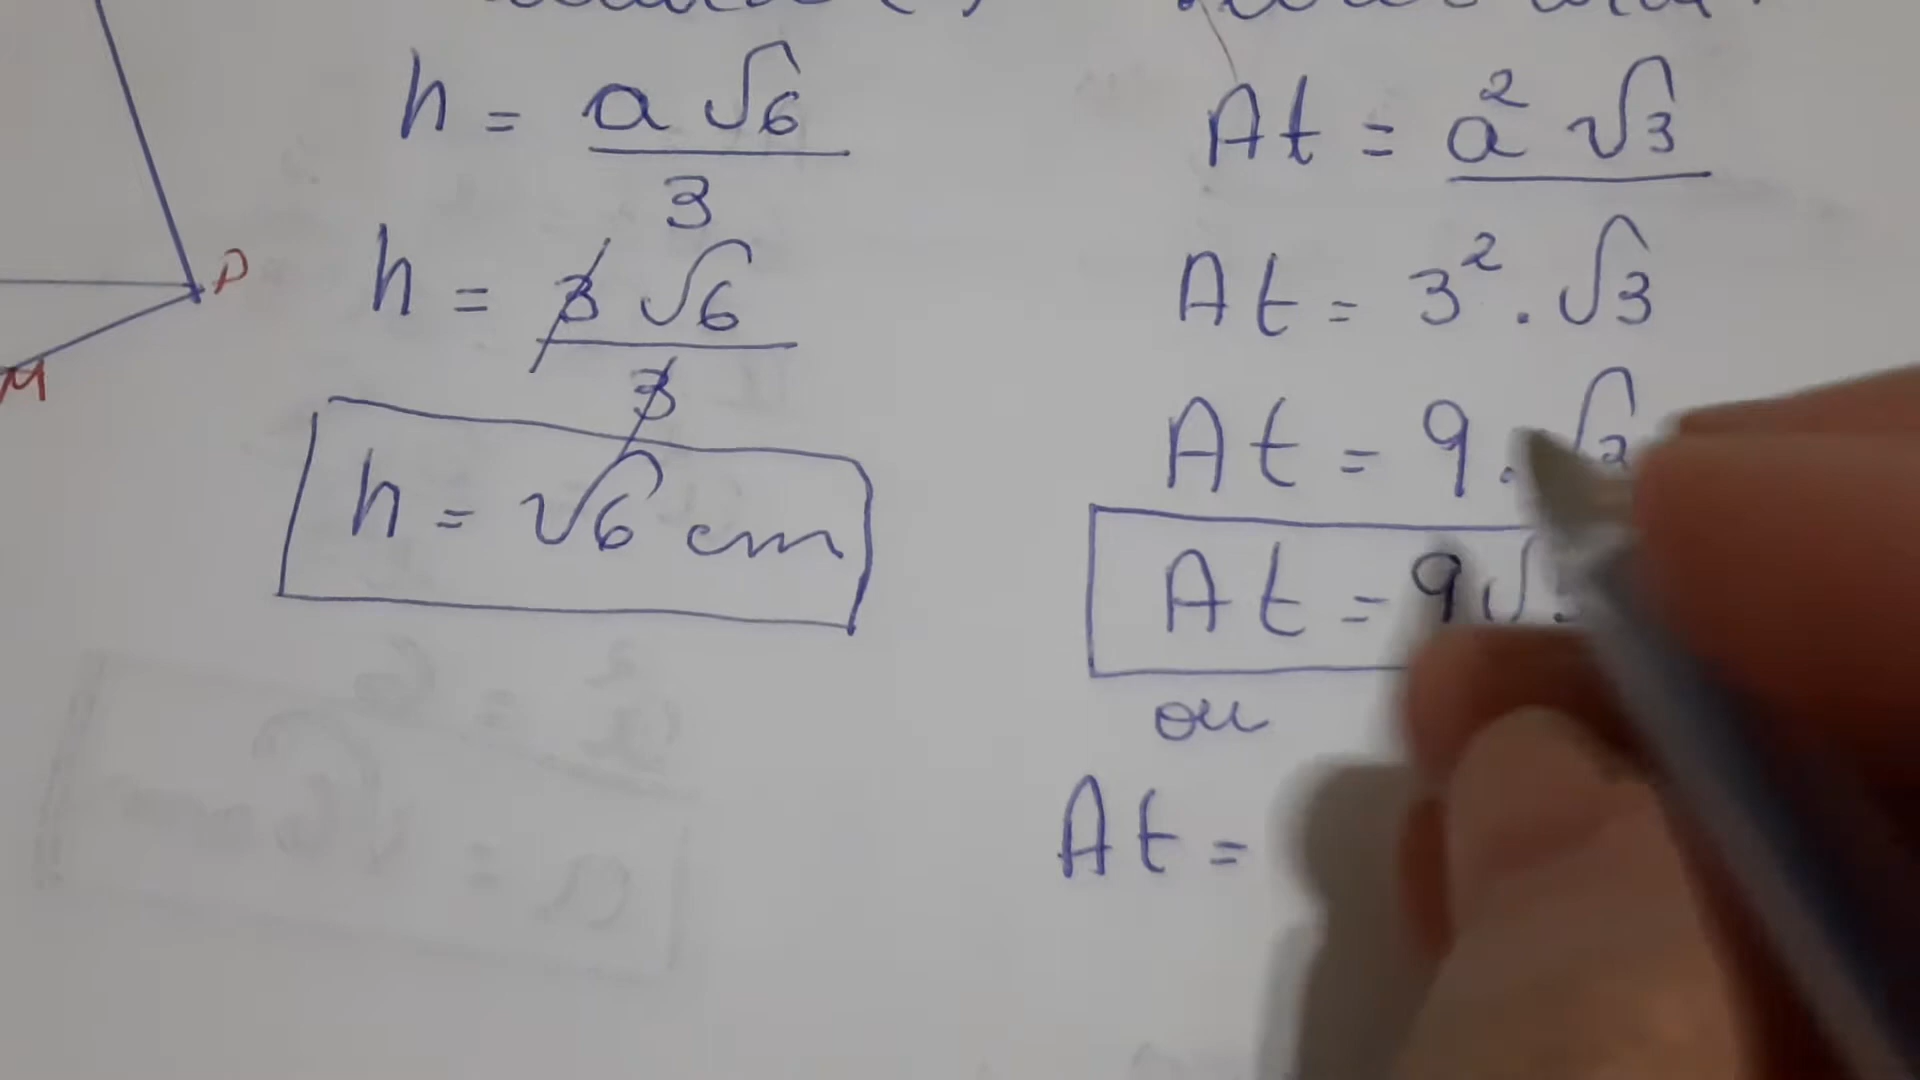 h = a√6
3
h = 3√6
3
h = √6 cm
At = a² √3
At = 3² . √3
At = 9 .
At = 9√
ou
At =
P
M